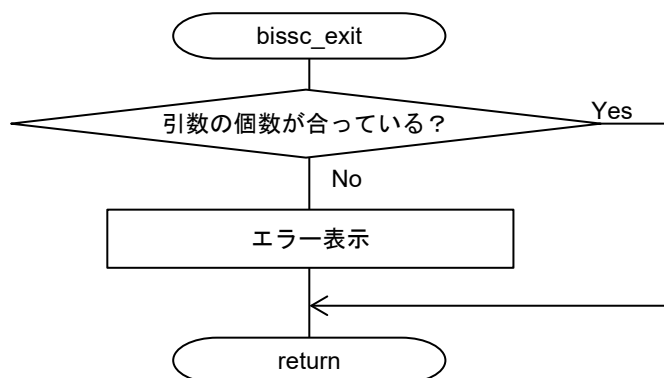 bissc_exit
引数の個数が合っている？
Yes
No
エラー表示
return